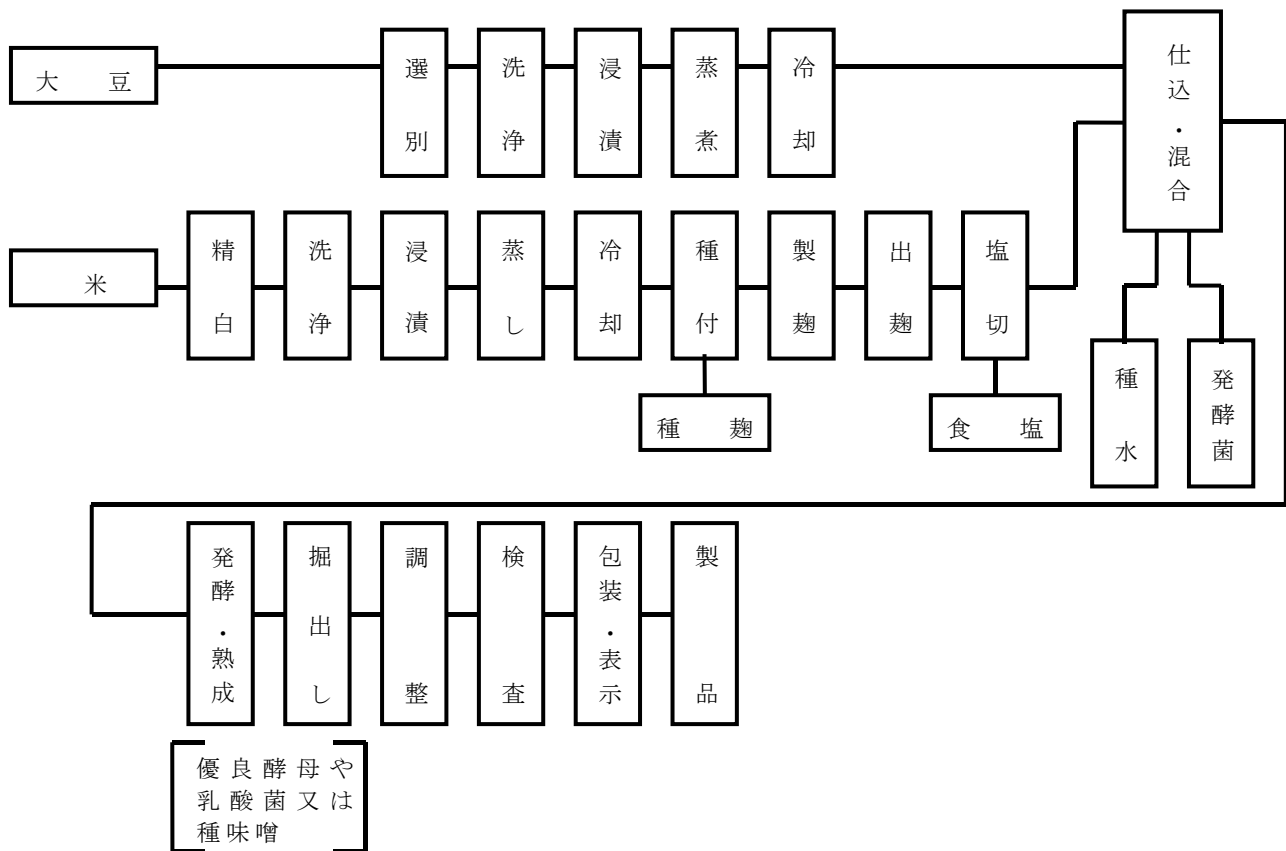 大豆
選別
洗浄
浸漬
蒸煮
冷却
仕込・混合
米
精白
洗浄
浸漬
蒸し
冷却
種付
製麹
出麹
塩切
種麹
食塩
種水
発酵菌
発酵・熟成
掘出し
調整
検査
包装・表示
製品
優良酵母や
乳酸菌又は
種味噌